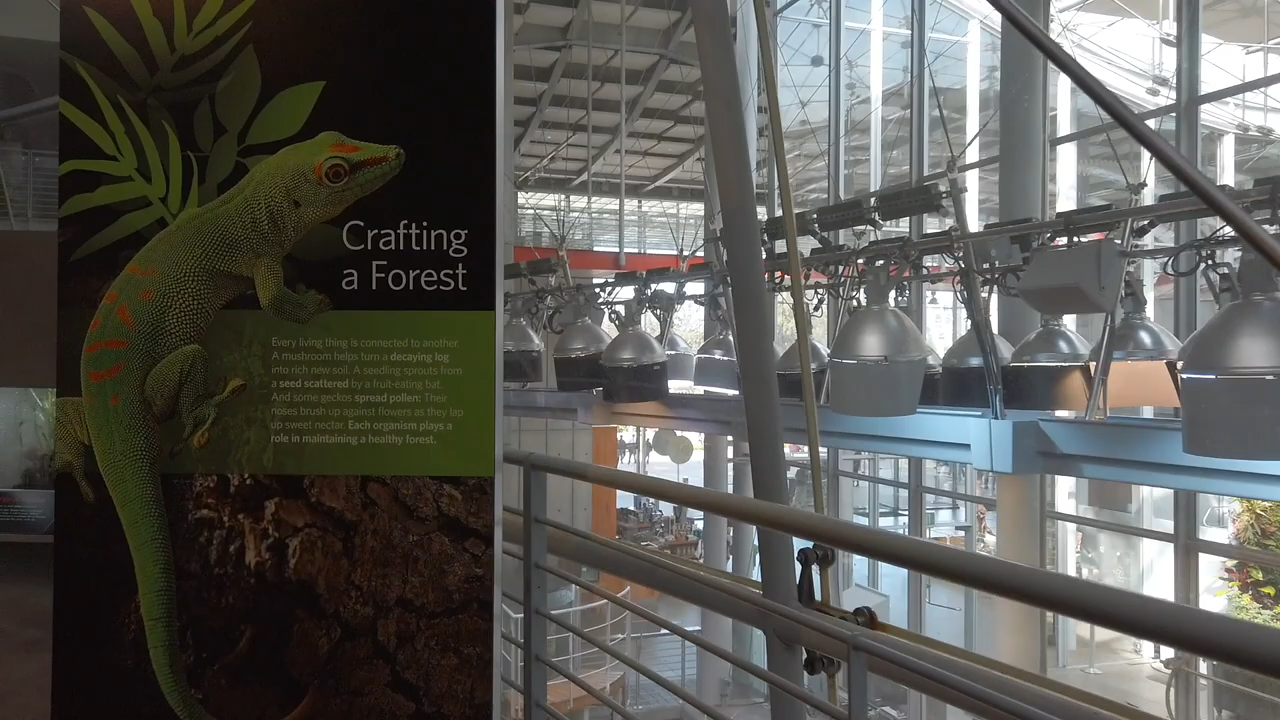 Crafting
a Forest
Every living thing is connected to another.
A mushroom helps turn a decaying log
into rich new soil. A seedling sprouts from
a seed scattered by a fruit-eating bat.
And some geckos spread pollen: Their
noses brush up against flowers as they lap
up sweet nectar. Each organism plays a
role in maintaining a healthy forest.